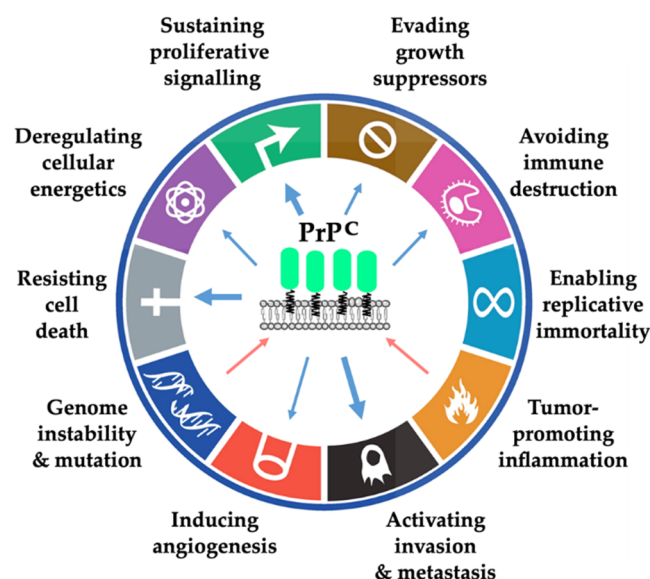 Sustaining
proliferative
signalling
Evading
growth
suppressors
Avoiding
immune
destruction
Enabling
replicative
immortality
Tumor-
promoting
inflammation
Activating
invasion
& metastasis
Inducing
angiogenesis
Genome
instability
& mutation
Resisting
cell
death
Deregulating
cellular
energetics
PrPC